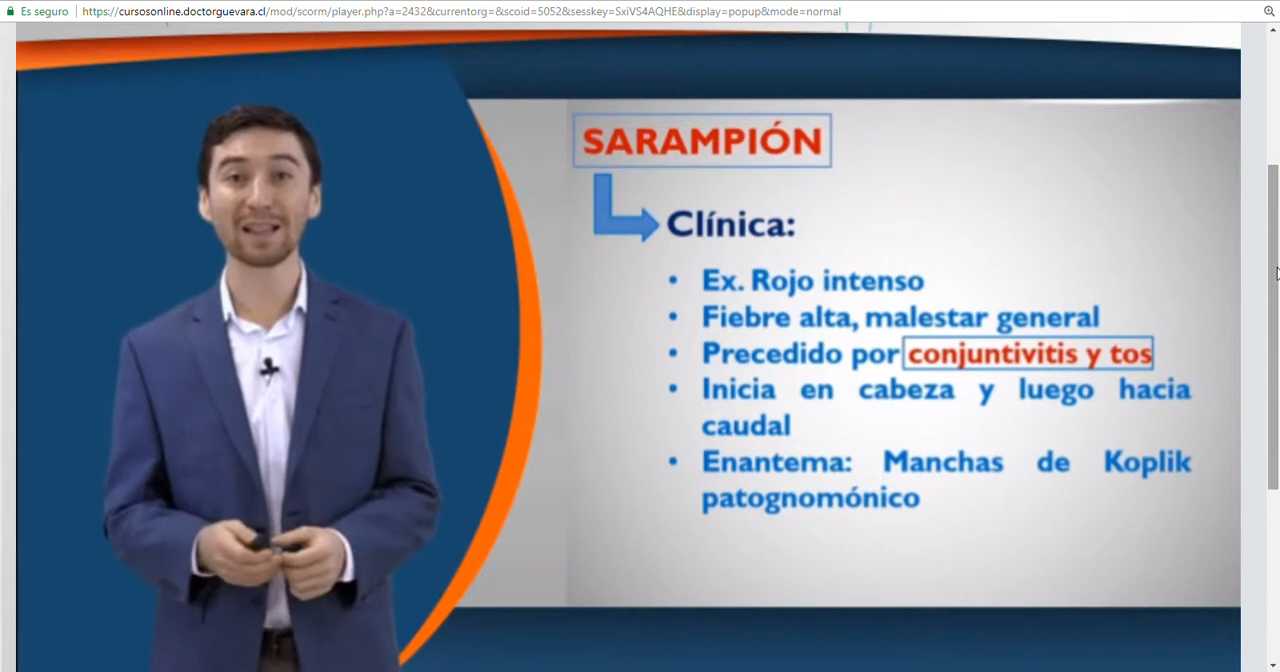 Es seguro
https://cursosonline.doctorguevara.cl/mod/scorm/player.php?a=2432&currentorg=&scoid=5052&sesskey=SxiVS4AQHE&display=popup&mode=normal
SARAMPIÓN
Clínica:
• Ex. Rojo intenso
• Fiebre alta, malestar general
• Precedido por conjuntivitis y tos
• Inicia en cabeza y luego hacia
caudal
• Enantema: Manchas de Koplik
patognomónico